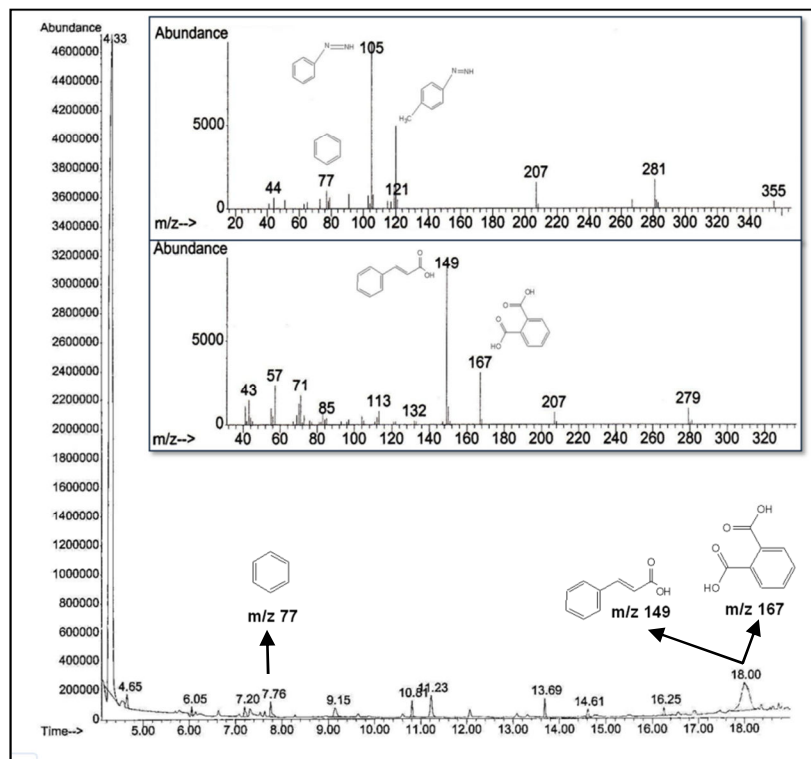 Abundance
4600000
4400000
4200000
4000000
3800000
3600000
3400000
3200000
3000000
2800000
2600000
2400000
2200000
2000000
1800000
1600000
1400000
1200000
1000000
800000
600000
400000
200000
0
Time-->
5.00 6.00 7.00 8.00 9.00 10.00 11.00 12.00 13.00 14.00 15.00 16.00 17.00 18.00
4.33
4.65
6.05
7.20
7.76
9.15
10.81
11.23
13.69
14.61
16.25
18.00
Abundance
5000
0
m/z-->
20 40 60 80 100 120 140 160 180 200 220 240 260 280 300 320 340
44
77
105
121
207
281
355
N NH
N NH
H3C
Abundance
5000
0
m/z-->
40 60 80 100 120 140 160 180 200 220 240 260 280 300 320
43
57
71
85
113
132
149
167
207
279
O
OH
OH
O
O
HO
m/z 77
O
OH
m/z 149
OH
O
O
HO
m/z 167